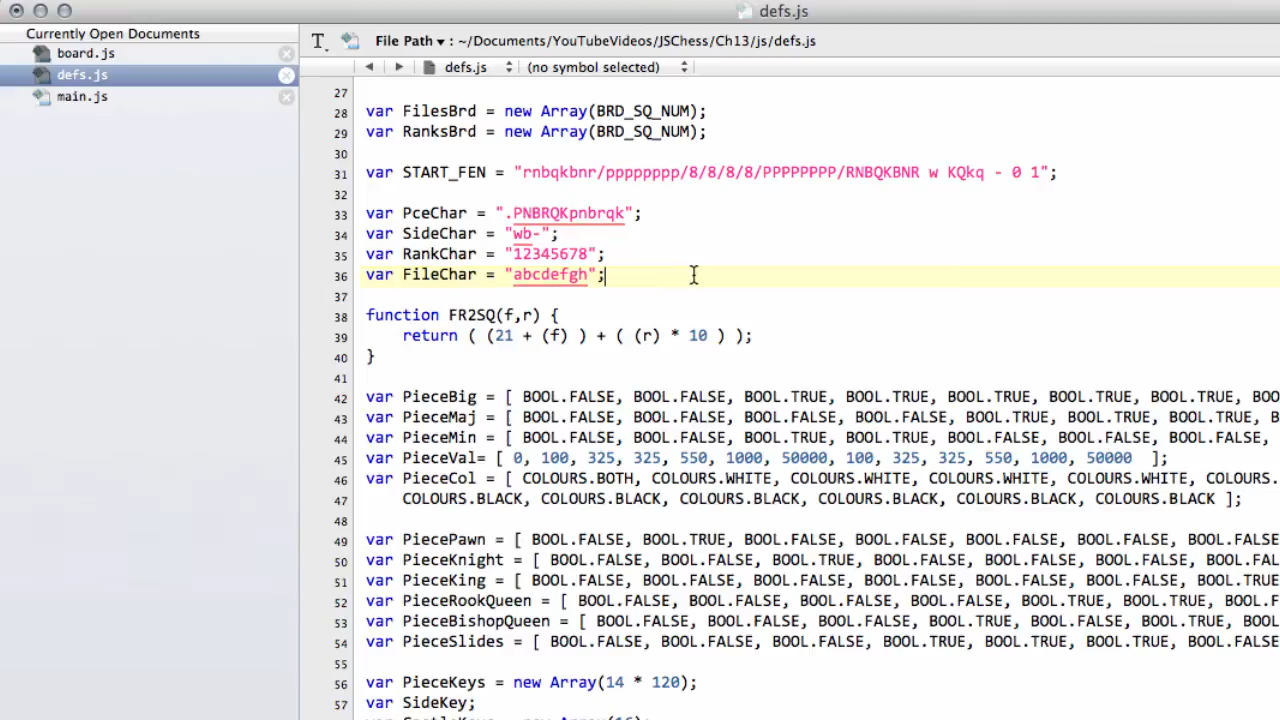 defs.js
Currently Open Documents
board.js
defs.js
main.js
File Path ▾ : ~/Documents/YouTubeVideos/JSChess/Ch13/js/defs.js
defs.js (no symbol selected)
27
28 var FilesBrd = new Array(BRD_SQ_NUM);
29 var RanksBrd = new Array(BRD_SQ_NUM);
30
31 var START_FEN = "rnbqkbnr/pppppppp/8/8/8/8/PPPPPPPP/RNBQKBNR w KQkq - 0 1";
32
33 var PceChar = ".PNBRQKpnbrqk";
34 var SideChar = "wb-";
35 var RankChar = "12345678";
36 var FileChar = "abcdefgh";
37
38 function FR2SQ(f,r) {
39 return ( (21 + (f) ) + ( (r) * 10 ) );
40 }
41
42 var PieceBig = [ BOOL.FALSE, BOOL.FALSE, BOOL.TRUE, BOOL.TRUE, BOOL.TRUE, BOOL.TRUE, BOO
43 var PieceMaj = [ BOOL.FALSE, BOOL.FALSE, BOOL.FALSE, BOOL.FALSE, BOOL.TRUE, BOOL.TRUE, BOOL.TRUE, B
44 var PieceMin = [ BOOL.FALSE, BOOL.FALSE, BOOL.TRUE, BOOL.TRUE, BOOL.FALSE, BOOL.FALSE,
45 var PieceVal= [ 0, 100, 325, 325, 550, 1000, 50000, 100, 325, 325, 550, 1000, 50000 ];
46 var PieceCol = [ COLOURS.BOTH, COLOURS.WHITE, COLOURS.WHITE, COLOURS.WHITE, COLOURS.WHITE, COLOURS.
47 COLOURS.BLACK, COLOURS.BLACK, COLOURS.BLACK, COLOURS.BLACK, COLOURS.BLACK, COLOURS.BLACK ];
48
49 var PiecePawn = [ BOOL.FALSE, BOOL.TRUE, BOOL.FALSE, BOOL.FALSE, BOOL.FALSE, BOOL.FALSE, BOOL.FALSE
50 var PieceKnight = [ BOOL.FALSE, BOOL.FALSE, BOOL.TRUE, BOOL.FALSE, BOOL.FALSE, BOOL.FALSE, BOOL.FAL
51 var PieceKing = [ BOOL.FALSE, BOOL.FALSE, BOOL.FALSE, BOOL.FALSE, BOOL.FALSE, BOOL.FALSE, BOOL.TRUE
52 var PieceRookQueen = [ BOOL.FALSE, BOOL.FALSE, BOOL.FALSE, BOOL.FALSE, BOOL.TRUE, BOOL.TRUE, BOOL.F
53 var PieceBishopQueen = [ BOOL.FALSE, BOOL.FALSE, BOOL.FALSE, BOOL.TRUE, BOOL.FALSE, BOOL.TRUE, BOOL
54 var PieceSlides = [ BOOL.FALSE, BOOL.FALSE, BOOL.FALSE, BOOL.TRUE, BOOL.TRUE, BOOL.TRUE, BOOL.FALSE
55
56 var PieceKeys = new Array(14 * 120);
57 var SideKey;